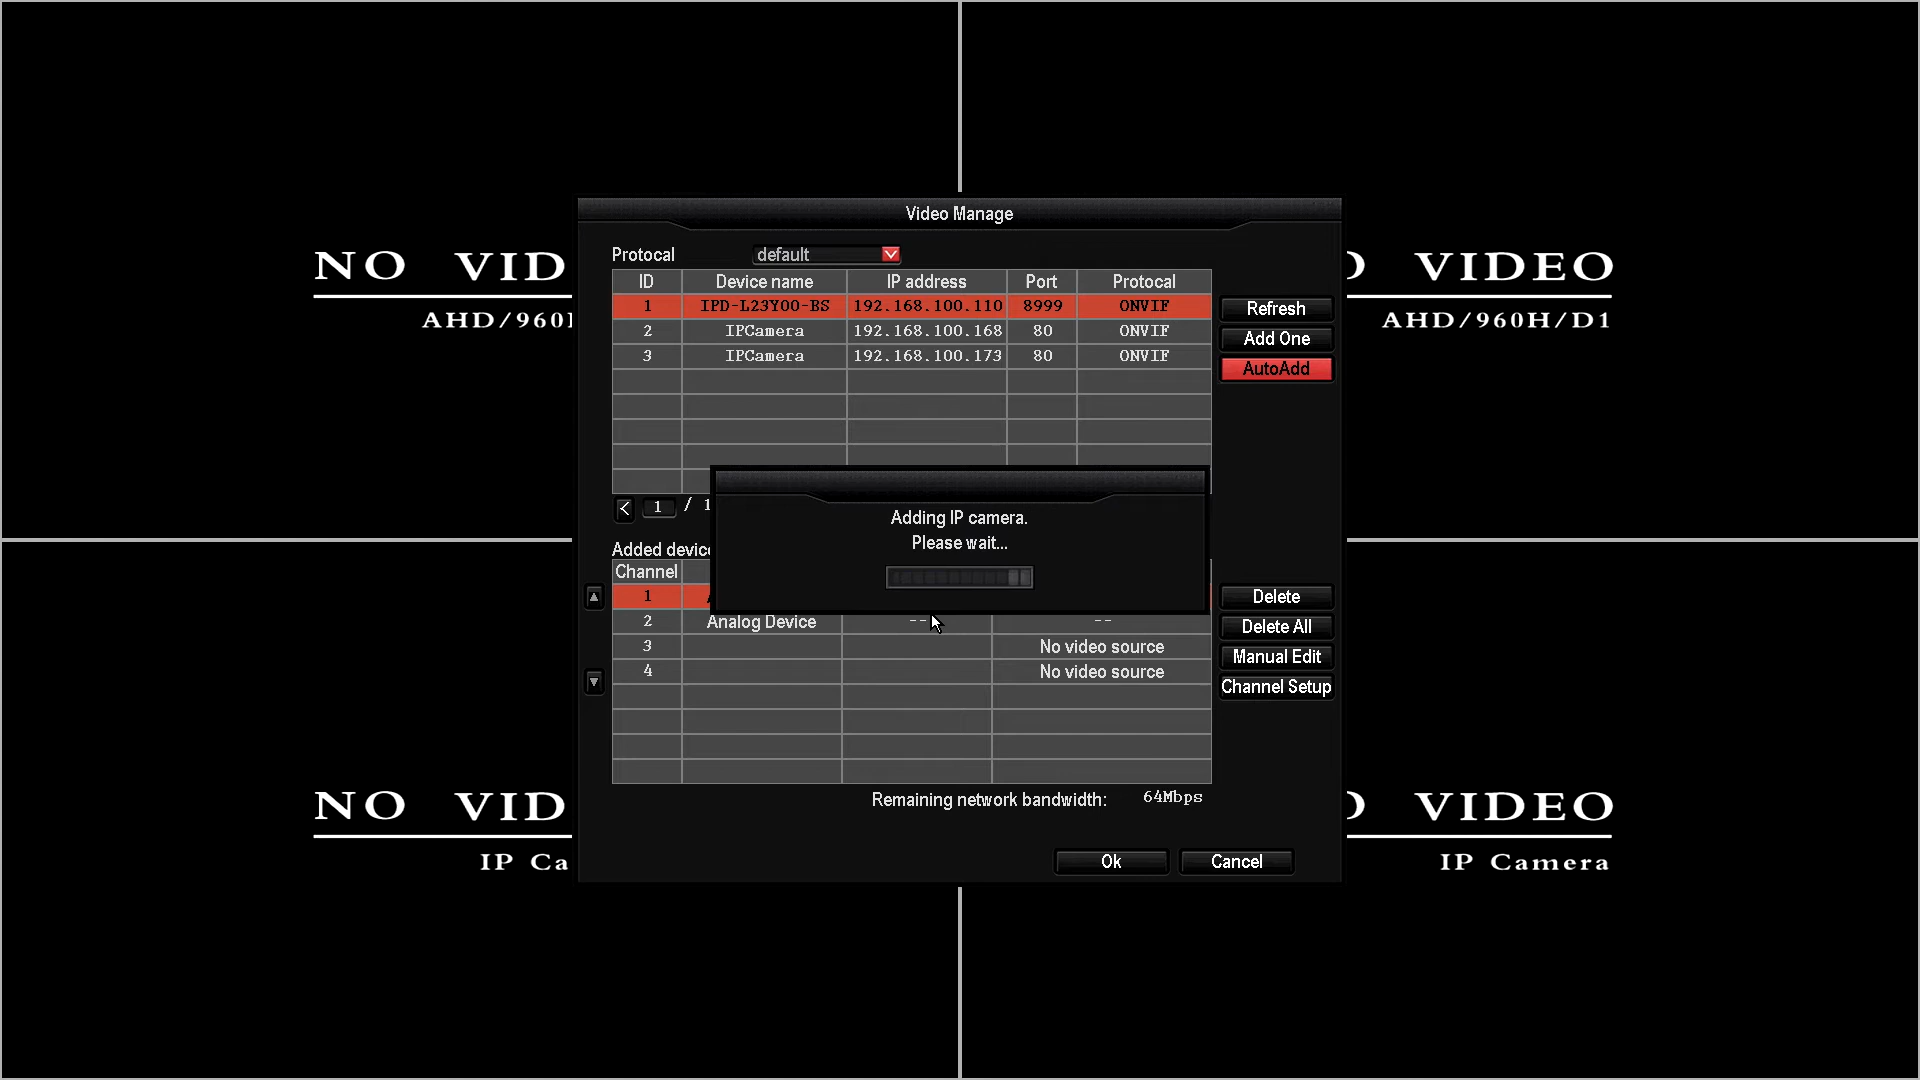 Video Manage
Protocal default
ID Device name IP address Port Protocal
1 IPD-L23Y00-BS 192.168.100.110 8999 ONVIF
2 IPCamera 192.168.100.168 80 ONVIF
3 IPCamera 192.168.100.173 80 ONVIF
Refresh
Add One
AutoAdd
NO VID
AHD/960
VIDEO
AHD/960H/D1
< 1 / 1
Adding IP camera.
Please wait...
Added devic
Channel
1
2 Analog Device -- --
3 No video source
4 No video source
Delete
Delete All
Manual Edit
Channel Setup
Remaining network bandwidth: 64Mbps
Ok Cancel
NO VID
IP Ca
VIDEO
IP Camera